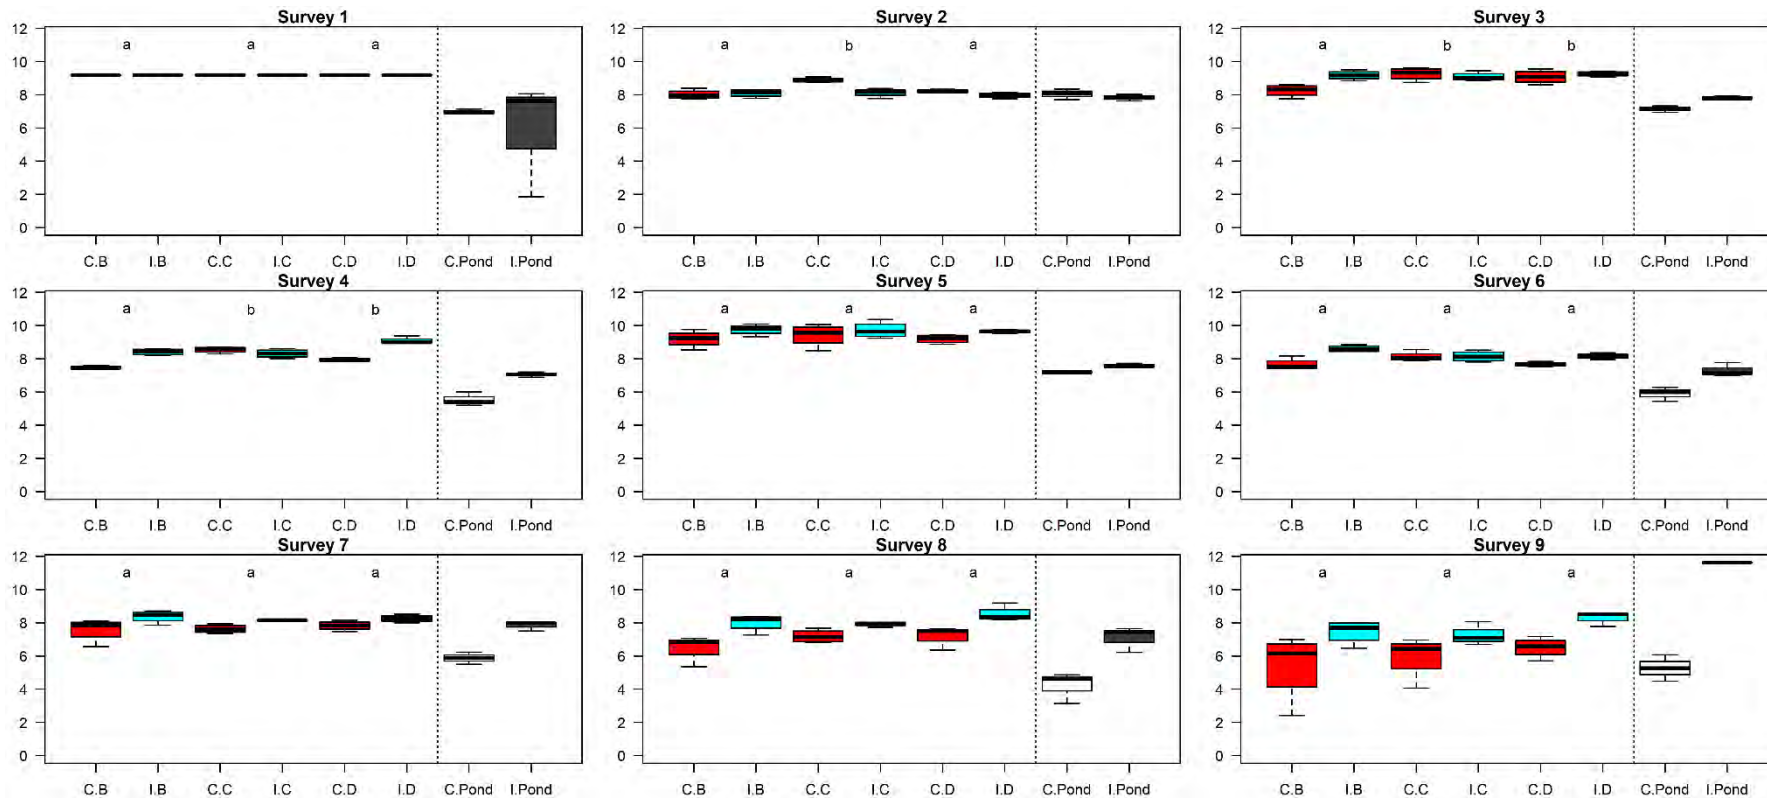 Survey 1
12
10
8
6
4
2
0
a a a
C.B I.B C.C I.C C.D I.D C.Pond I.Pond
Survey 2
12
10
8
6
4
2
0
a b a
C.B I.B C.C I.C C.D I.D C.Pond I.Pond
Survey 3
12
10
8
6
4
2
0
a b b
C.B I.B C.C I.C C.D I.D C.Pond I.Pond
Survey 4
12
10
8
6
4
2
0
a b b
C.B I.B C.C I.C C.D I.D C.Pond I.Pond
Survey 5
12
10
8
6
4
2
0
a a a
C.B I.B C.C I.C C.D I.D C.Pond I.Pond
Survey 6
12
10
8
6
4
2
0
a a a
C.B I.B C.C I.C C.D I.D C.Pond I.Pond
Survey 7
12
10
8
6
4
2
0
a a a
C.B I.B C.C I.C C.D I.D C.Pond I.Pond
Survey 8
12
10
8
6
4
2
0
a a a
C.B I.B C.C I.C C.D I.D C.Pond I.Pond
Survey 9
12
10
8
6
4
2
0
a a a
C.B I.B C.C I.C C.D I.D C.Pond I.Pond